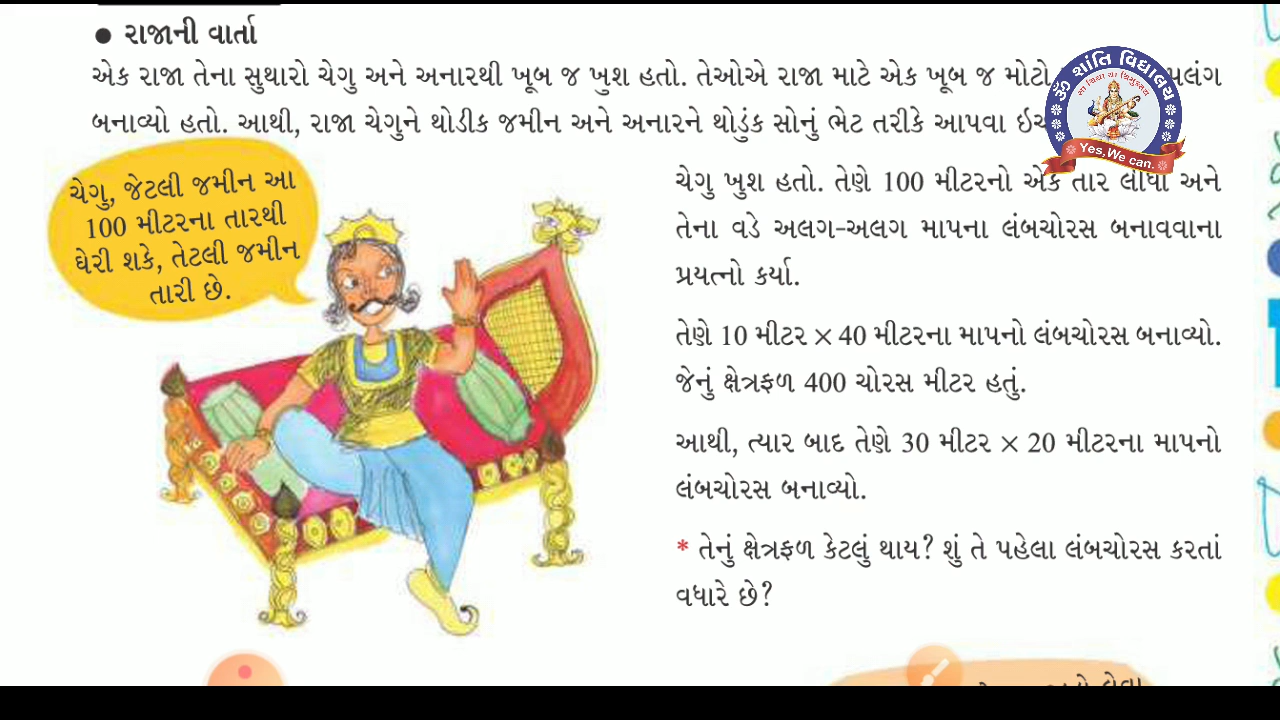 ● રાજાની વાર્તા
એક રાજા તેના સુથારો ચેગુ અને અનારથી ખૂબ જ ખુશ હતો. તેઓએ રાજા માટે એક ખૂબ જ મોટો પલંગ
બનાવ્યો હતો. આથી, રાજા ચેગુને થોડીક જમીન અને અનારને થોડુંક સોનું ભેટ તરીકે આપવા
ૐ શાંતિ વિદ્યાલય
Yes, We can.
ચેગુ, જેટલી જમીન આ
100 મીટરના તારથી
ઘેરી શકે, તેટલી જમીન
તારી છે.
ચેગુ ખુશ હતો. તેણે 100 મીટરનો એક તાર લીધો અને
તેના વડે અલગ-અલગ માપના લંબચોરસ બનાવવાના
પ્રયત્નો કર્યા.
તેણે 10 મીટર × 40 મીટરના માપનો લંબચોરસ બનાવ્યો.
જેનું ક્ષેત્રફળ 400 ચોરસ મીટર હતું.
આથી, ત્યાર બાદ તેણે 30 મીટર × 20 મીટરના માપનો
લંબચોરસ બનાવ્યો.
* તેનું ક્ષેત્રફળ કેટલું થાય? શું તે પહેલા લંબચોરસ કરતાં
વધારે છે?